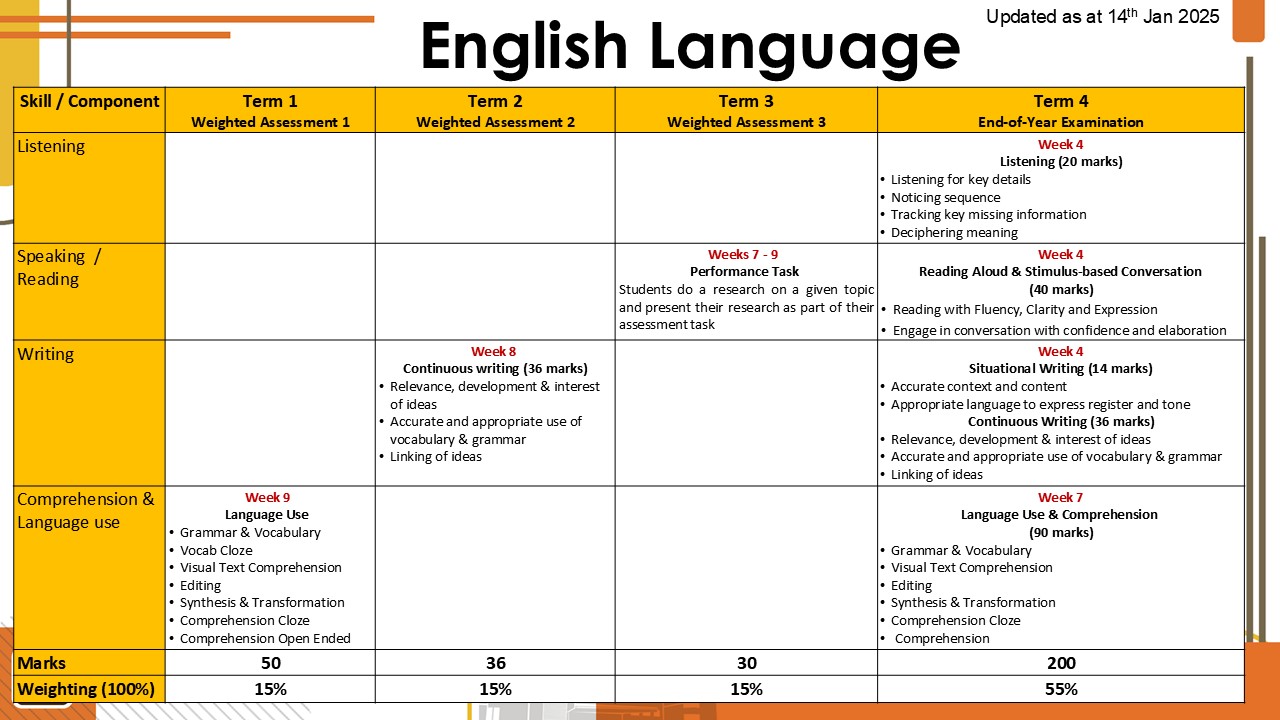 Updated as at 14th Jan 2025
English Language
Skill / Component
Term 1
Weighted Assessment 1
Term 2
Weighted Assessment 2
Term 3
Weighted Assessment 3
Term 4
End-of-Year Examination
Listening
Week 4
Listening (20 marks)
• Listening for key details
• Noticing sequence
• Tracking key missing information
• Deciphering meaning
Speaking /
Reading
Weeks 7 - 9
Performance Task
Students do a research on a given topic
and present their research as part of their
assessment task
Week 4
Reading Aloud & Stimulus-based Conversation
(40 marks)
• Reading with Fluency, Clarity and Expression
• Engage in conversation with confidence and elaboration
Writing
Week 8
Continuous writing (36 marks)
• Relevance, development & interest
of ideas
• Accurate and appropriate use of
vocabulary & grammar
• Linking of ideas
Week 4
Situational Writing (14 marks)
• Accurate context and content
• Appropriate language to express register and tone
Continuous Writing (36 marks)
• Relevance, development & interest of ideas
• Accurate and appropriate use of vocabulary & grammar
• Linking of ideas
Comprehension &
Language use
Week 9
Language Use
• Grammar & Vocabulary
• Vocab Cloze
• Visual Text Comprehension
• Editing
• Synthesis & Transformation
• Comprehension Cloze
• Comprehension Open Ended
Week 7
Language Use & Comprehension
(90 marks)
• Grammar & Vocabulary
• Visual Text Comprehension
• Editing
• Synthesis & Transformation
• Comprehension Cloze
• Comprehension
Marks
50
36
30
200
Weighting (100%)
15%
15%
15%
55%